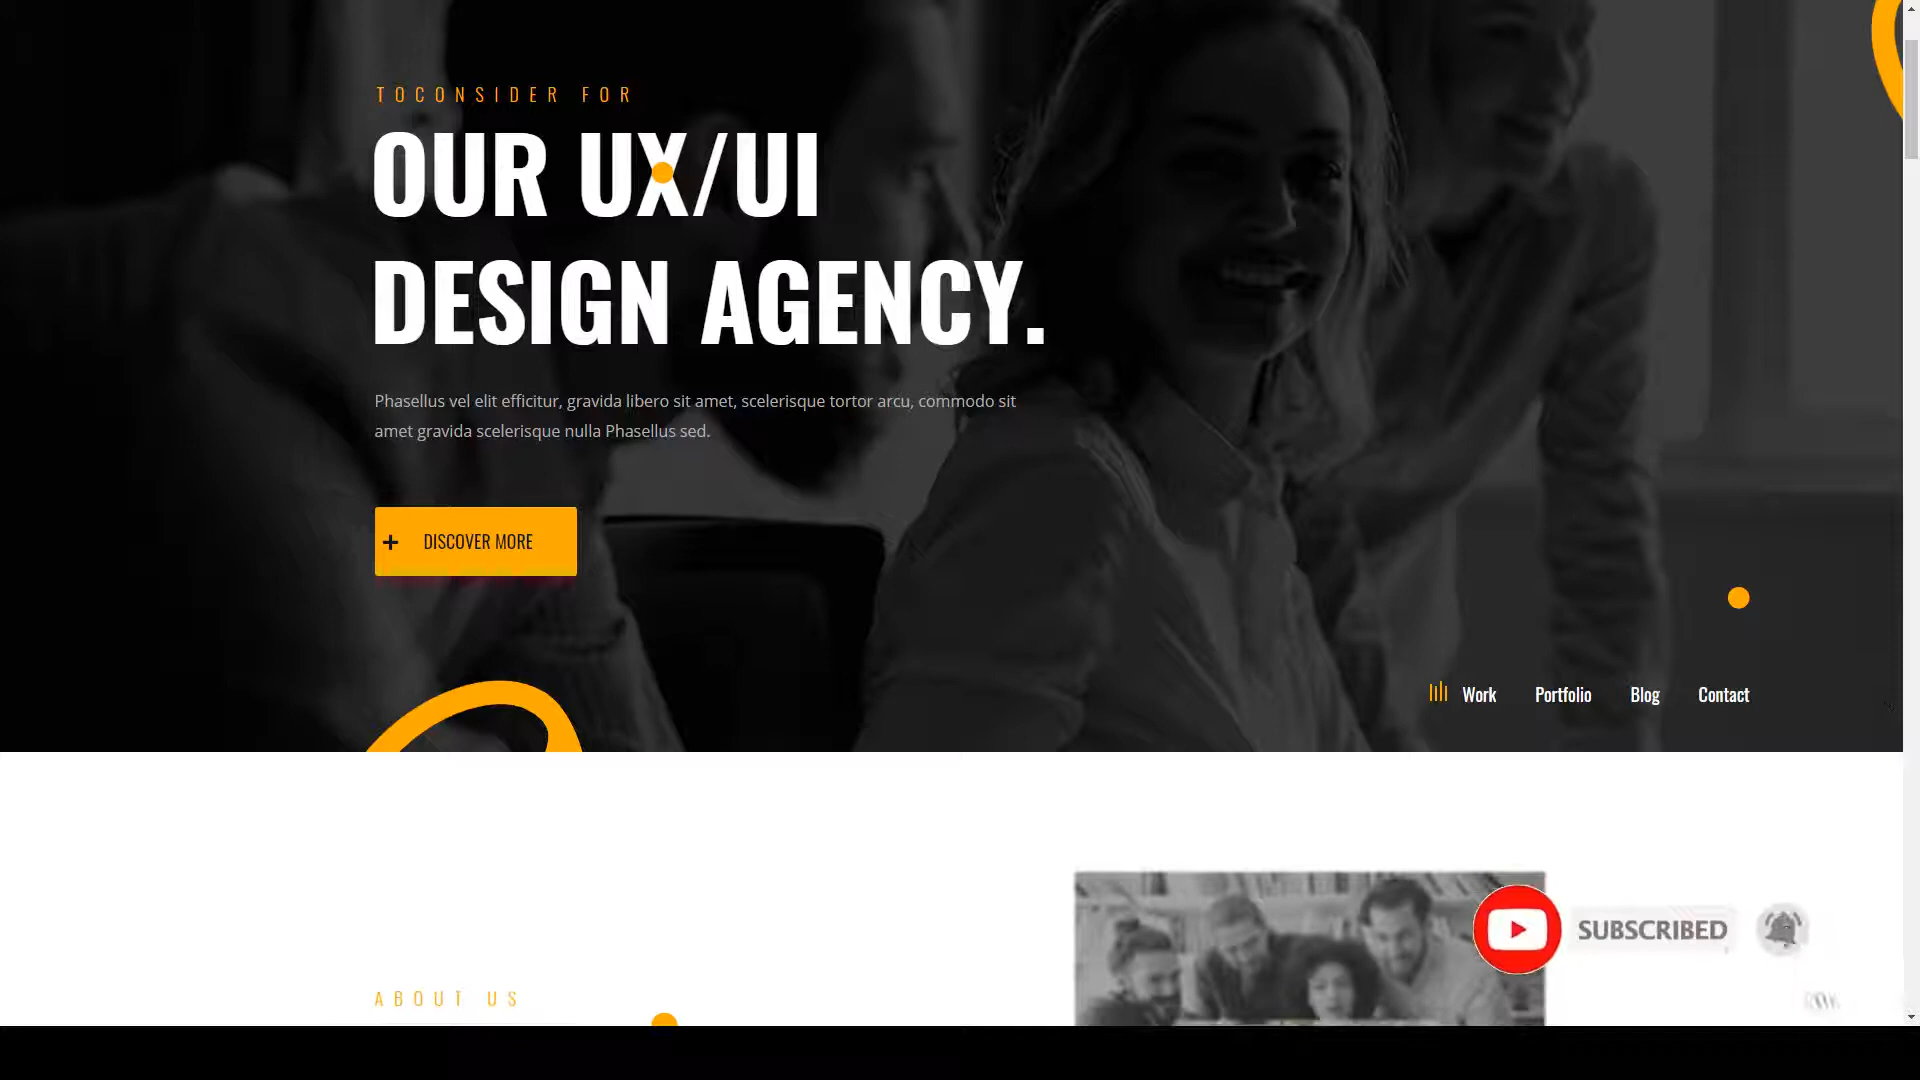 TOCONSIDER FOR
OUR UX/UI
DESIGN AGENCY.
Phasellus vel elit efficitur, gravida libero sit amet, scelerisque tortor arcu, commodo sit
amet gravida scelerisque nulla Phasellus sed.
DISCOVER MORE
Work Portfolio Blog Contact
SUBSCRIBED
ABOUT US